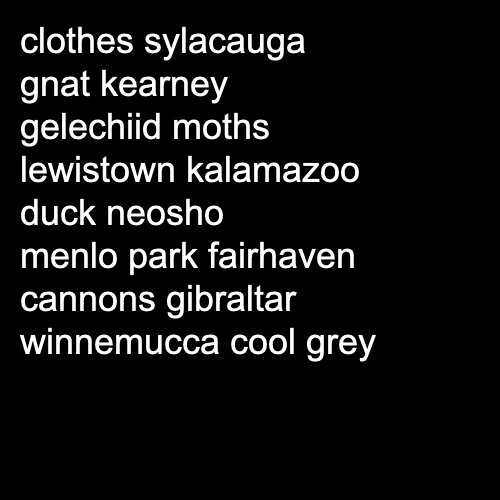 clothes sylacauga
gnat kearney
gelechiid moths
lewistown kalamazoo
duck neosho
menlo park fairhaven
cannons gibraltar
winnemucca cool grey